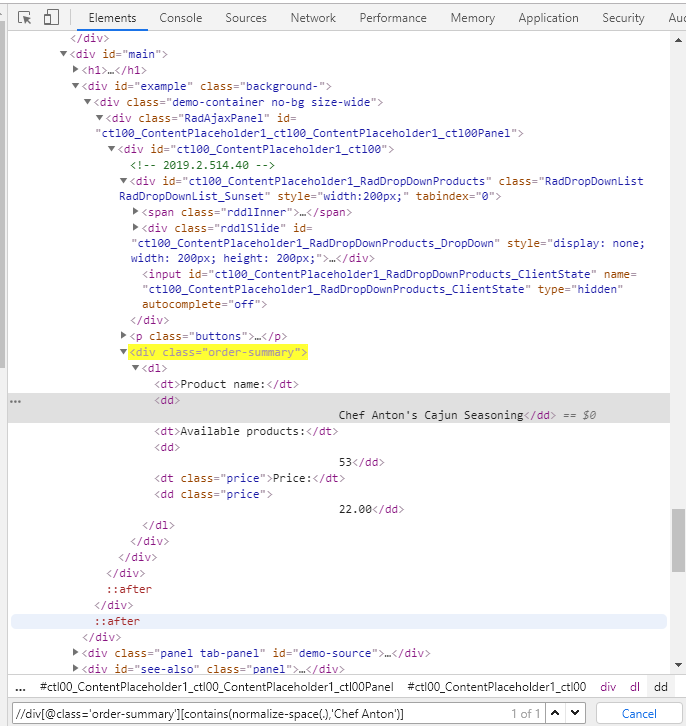 Elements Console Sources Network Performance Memory Application Security Auc
</div>
<div id="main">
<h1>…</h1>
<div id="example" class="background-">
<div class="demo-container no-bg size-wide">
<div class="RadAjaxPanel" id=
"ctl00_ContentPlaceholder1_ctl00_ContentPlaceholder1_ctl00Panel">
<div id="ctl00_ContentPlaceholder1_ctl00">
<!-- 2019.2.514.40 -->
<div id="ctl00_ContentPlaceholder1_RadDropDownProducts" class="RadDropDownList
RadDropDownList_Sunset" style="width:200px;" tabindex="0">
<span class="rddlInner">…</span>
<div class="rddlSlide" id=
"ctl00_ContentPlaceholder1_RadDropDownProducts_DropDown" style="display: none;
width: 200px; height: 200px;">…</div>
<input id="ctl00_ContentPlaceholder1_RadDropDownProducts_ClientState" name=
"ctl00_ContentPlaceholder1_RadDropDownProducts_ClientState" type="hidden"
autocomplete="off">
</div>
<p class="buttons">…</p>
<div class="order-summary">
<dl>
<dt>Product name:</dt>
... <dd>
Chef Anton's Cajun Seasoning</dd> == $0
<dt>Available products:</dt>
<dd>
53</dd>
<dt class="price">Price:</dt>
<dd class="price">
22.00</dd>
</dl>
</div>
</div>
</div>
::after
</div>
::after
</div>
<div class="panel tab-panel" id="demo-source">…</div>
<div id="see-also" class="panel">…</div>
... #ctl00_ContentPlaceholder1_ctl00_ContentPlaceholder1_ctl00Panel #ctl00_ContentPlaceholder1_ctl00 div dl dd
//div[@class='order-summary'][contains(normalize-space(.),'Chef Anton')] 1 of 1 Cancel